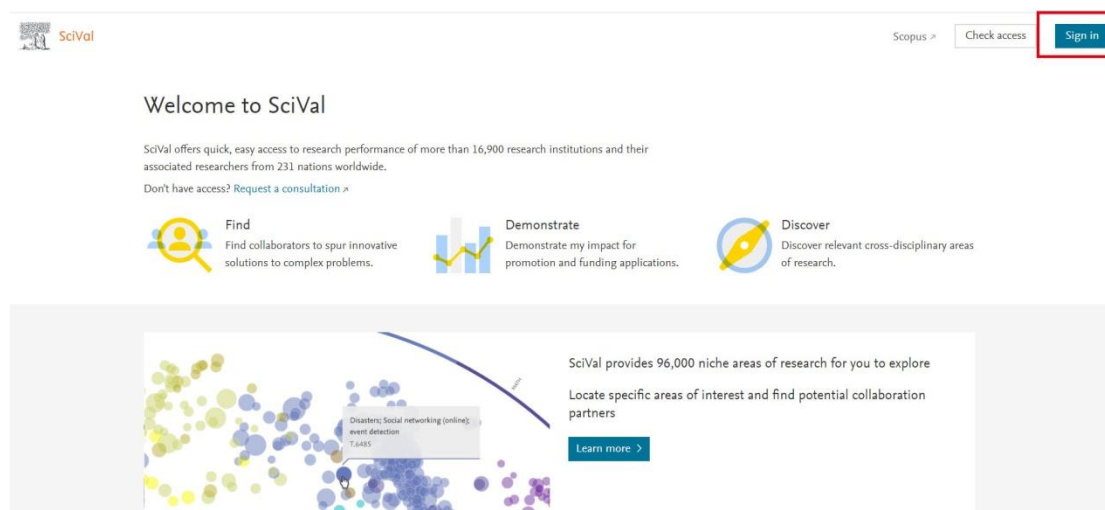 SciVal
Scopus ↗
Check access
Sign in
Welcome to SciVal
SciVal offers quick, easy access to research performance of more than 16,900 research institutions and their
associated researchers from 231 nations worldwide.
Don't have access? Request a consultation ↗
Find
Find collaborators to spur innovative
solutions to complex problems.
Demonstrate
Demonstrate my impact for
promotion and funding applications.
Discover
Discover relevant cross-disciplinary areas
of research.
Disasters; Social networking (online);
event detection
T.6485
SciVal provides 96,000 niche areas of research for you to explore
Locate specific areas of interest and find potential collaboration
partners
Learn more >